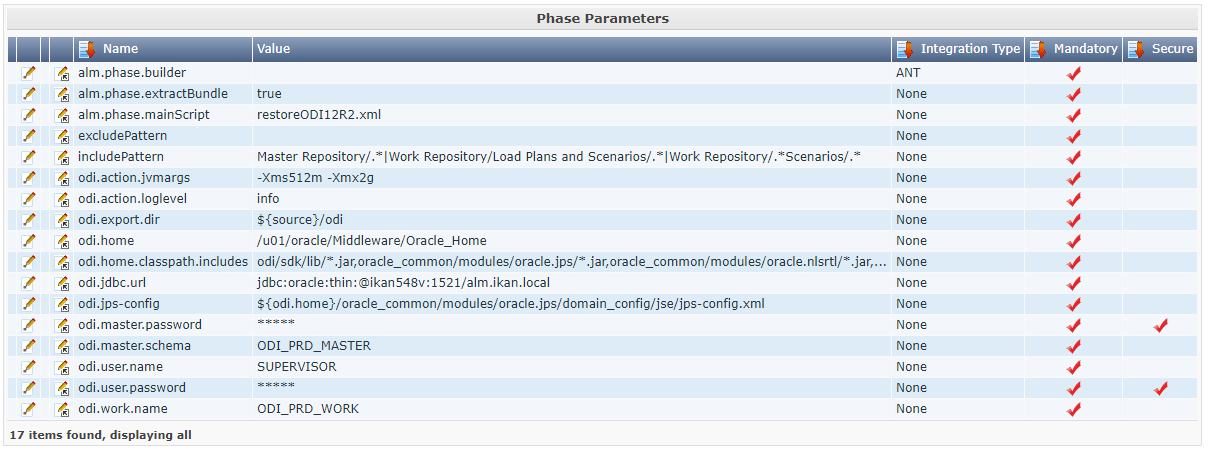 Phase Parameters
Name Value Integration Type Mandatory Secure
alm.phase.builder ANT
alm.phase.extractBundle true None
alm.phase.mainScript restoreODI12R2.xml None
excludePattern None
includePattern Master Repository/.*|Work Repository/Load Plans and Scenarios/.*|Work Repository/.*Scenarios/.* None
odi.action.jvmargs -Xms512m -Xmx2g None
odi.action.loglevel info None
odi.export.dir ${source}/odi None
odi.home /u01/oracle/Middleware/Oracle_Home None
odi.home.classpath.includes odi/sdk/lib/*.jar,oracle_common/modules/oracle.jps/*.jar,oracle_common/modules/oracle.nlsrtl/*.jar,... None
odi.jdbc.url jdbc:oracle:thin:@ikan548v:1521/alm.ikan.local None
odi.jps-config ${odi.home}/oracle_common/modules/oracle.jps/domain_config/jse/jps-config.xml None
odi.master.password ***** None
odi.master.schema ODI_PRD_MASTER None
odi.user.name SUPERVISOR None
odi.user.password ***** None
odi.work.name ODI_PRD_WORK None
17 items found, displaying all